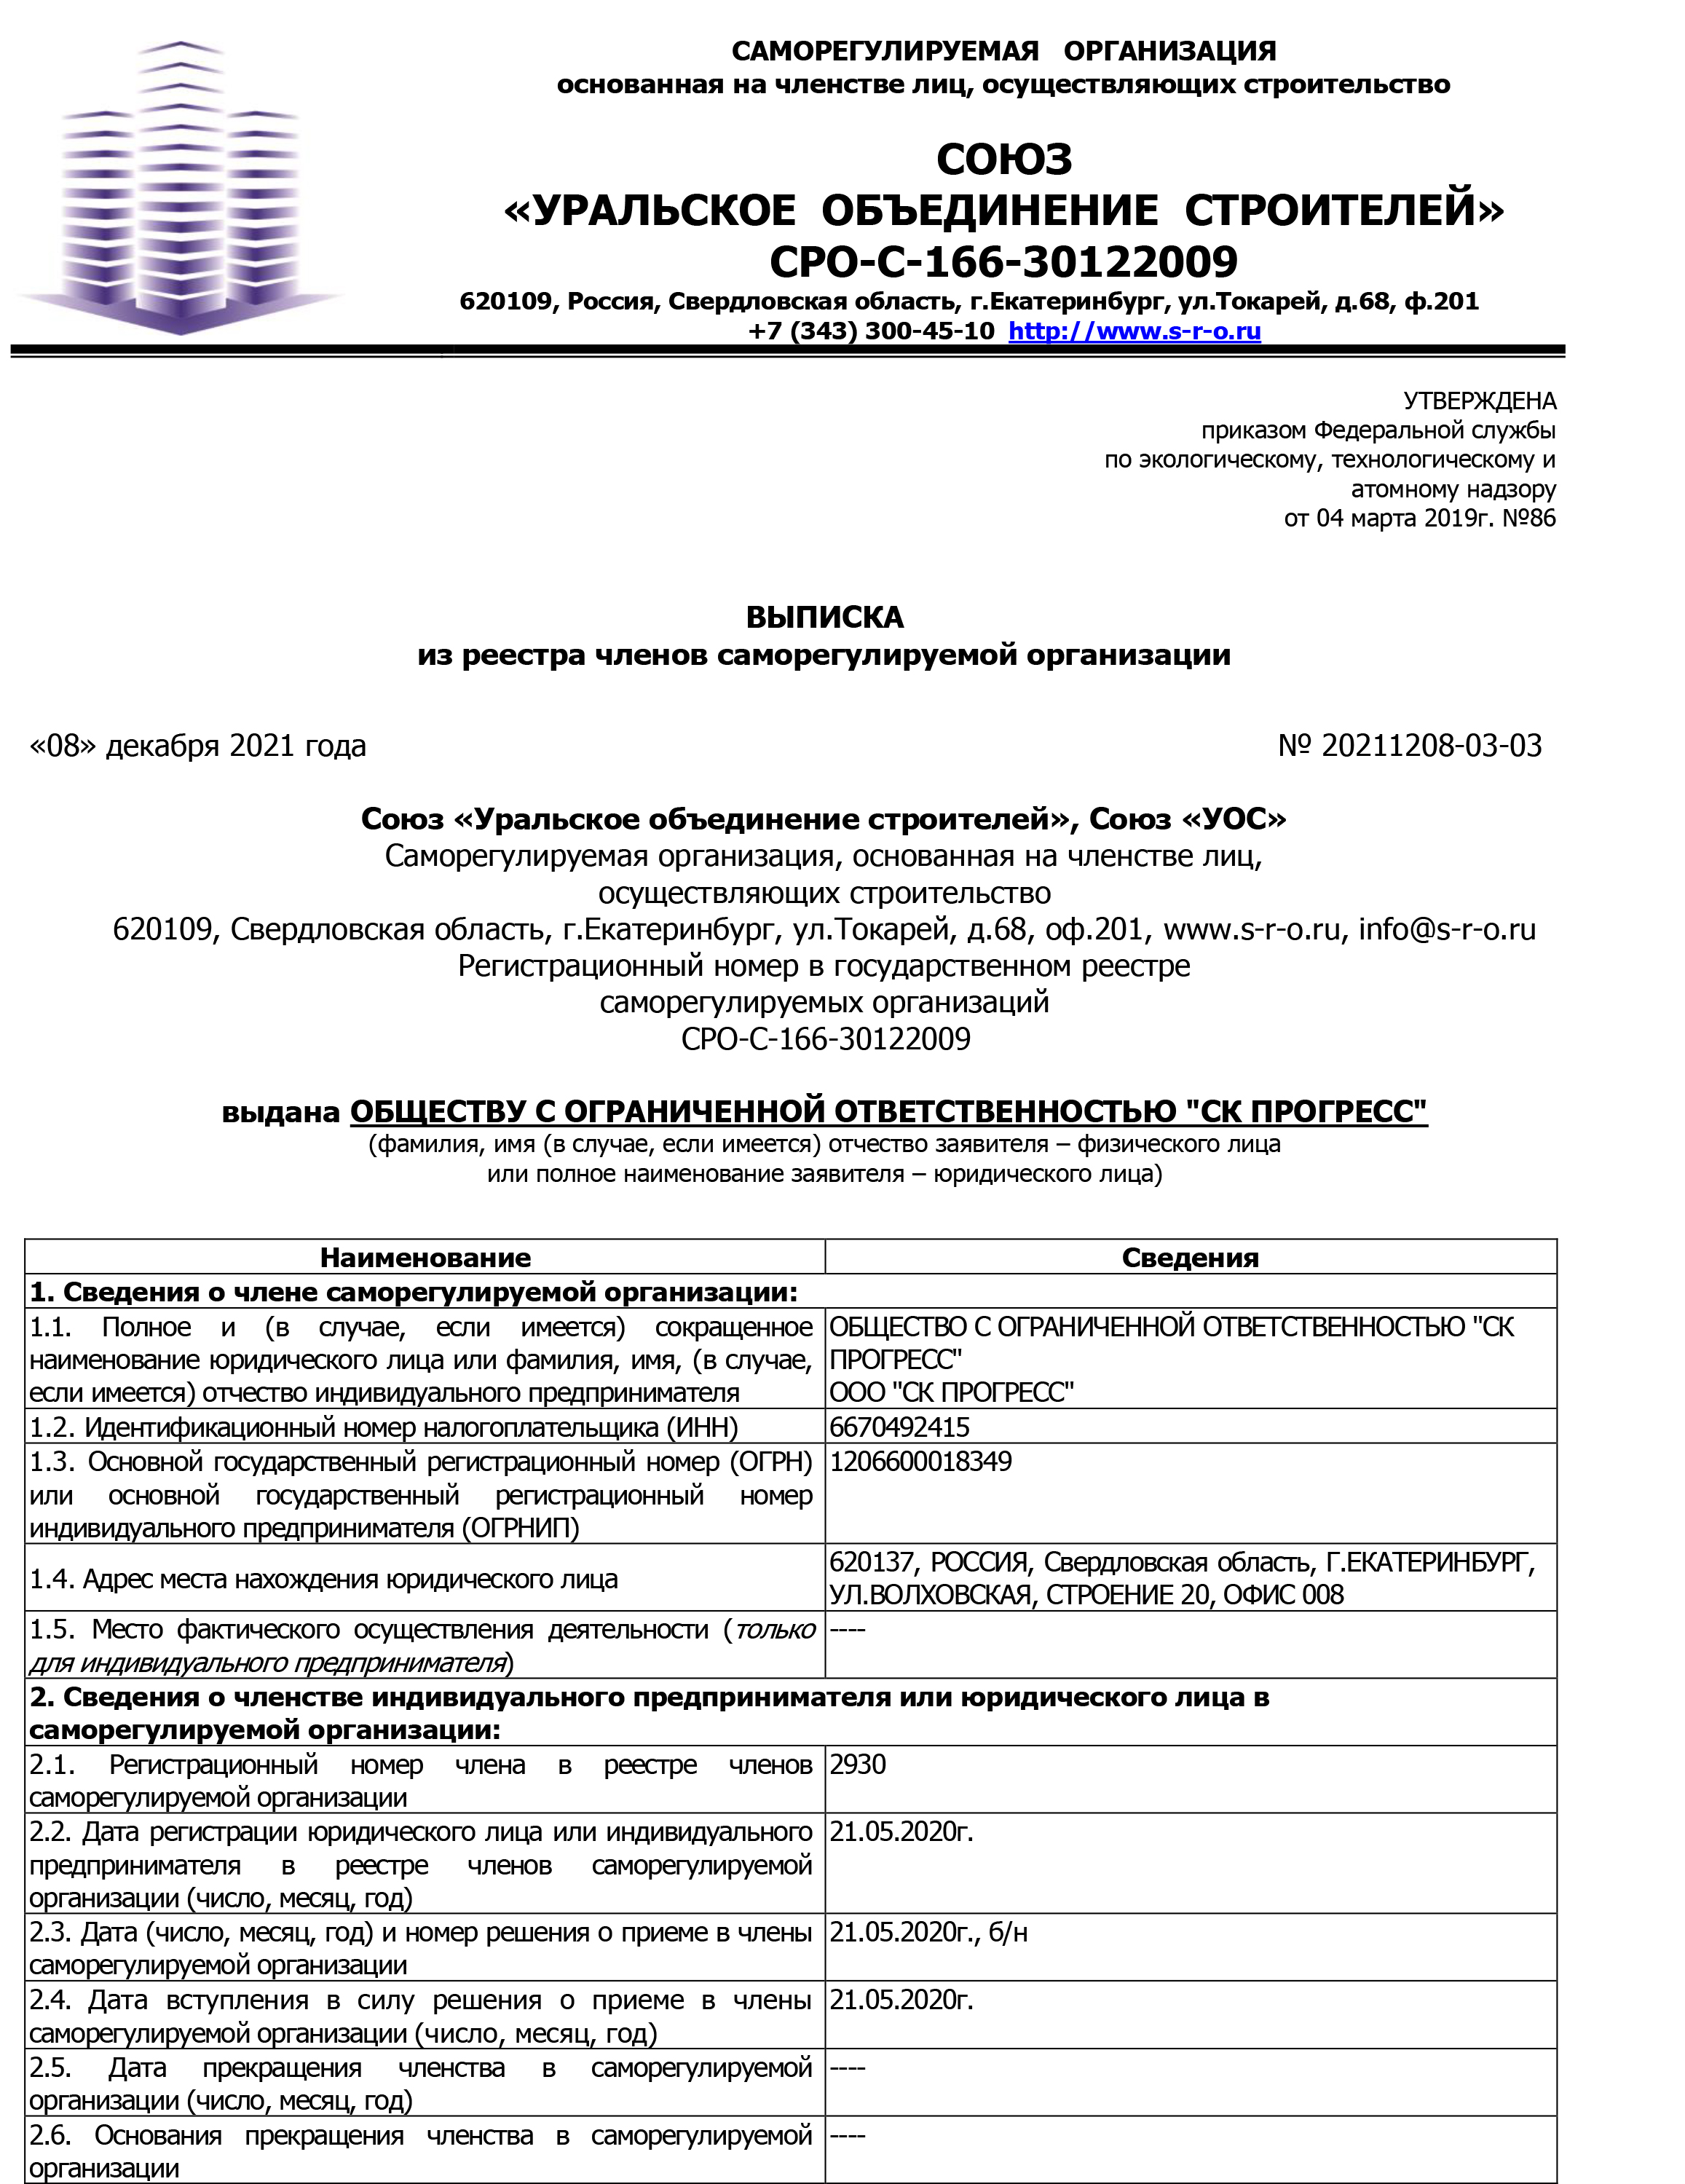 САМОРЕГУЛИРУЕМАЯ ОРГАНИЗАЦИЯ
основанная на членстве лиц, осуществляющих строительство
СОЮЗ
«УРАЛЬСКОЕ ОБЪЕДИНЕНИЕ СТРОИТЕЛЕЙ»
СРО-С-166-30122009
620109, Россия, Свердловская область, г.Екатеринбург, ул.Токарей, д.68, ф.201
+7 (343) 300-45-10 http://www.s-r-o.ru
УТВЕРЖДЕНА
приказом Федеральной службы
по экологическому, технологическому и
атомному надзору
от 04 марта 2019г. №86
ВЫПИСКА
из реестра членов саморегулируемой организации
«08» декабря 2021 года № 20211208-03-03
Союз «Уральское объединение строителей», Союз «УОС»
Саморегулируемая организация, основанная на членстве лиц,
осуществляющих строительство
620109, Свердловская область, г.Екатеринбург, ул.Токарей, д.68, оф.201, www.s-r-o.ru, info@s-r-o.ru
Регистрационный номер в государственном реестре
саморегулируемых организаций
СРО-С-166-30122009
выдана ОБЩЕСТВУ С ОГРАНИЧЕННОЙ ОТВЕТСТВЕННОСТЬЮ "СК ПРОГРЕСС"
(фамилия, имя (в случае, если имеется) отчество заявителя – физического лица
или полное наименование заявителя – юридического лица)
Наименование
Сведения
1. Сведения о члене саморегулируемой организации:
1.1. Полное и (в случае, если имеется) сокращенное
наименование юридического лица или фамилия, имя, (в случае,
если имеется) отчество индивидуального предпринимателя
ОБЩЕСТВО С ОГРАНИЧЕННОЙ ОТВЕТСТВЕННОСТЬЮ "СК
ПРОГРЕСС"
ООО "СК ПРОГРЕСС"
1.2. Идентификационный номер налогоплательщика (ИНН)
6670492415
1.3. Основной государственный регистрационный номер (ОГРН)
или основной государственный регистрационный номер
индивидуального предпринимателя (ОГРНИП)
1206600018349
1.4. Адрес места нахождения юридического лица
620137, РОССИЯ, Свердловская область, Г.ЕКАТЕРИНБУРГ,
УЛ.ВОЛХОВСКАЯ, СТРОЕНИЕ 20, ОФИС 008
1.5. Место фактического осуществления деятельности (только
для индивидуального предпринимателя)
----
2. Сведения о членстве индивидуального предпринимателя или юридического лица в
саморегулируемой организации:
2.1. Регистрационный номер члена в реестре членов
саморегулируемой организации
2930
2.2. Дата регистрации юридического лица или индивидуального
предпринимателя в реестре членов саморегулируемой
организации (число, месяц, год)
21.05.2020г.
2.3. Дата (число, месяц, год) и номер решения о приеме в члены
саморегулируемой организации
21.05.2020г., б/н
2.4. Дата вступления в силу решения о приеме в члены
саморегулируемой организации (число, месяц, год)
21.05.2020г.
2.5. Дата прекращения членства в саморегулируемой
организации (число, месяц, год)
----
2.6. Основания прекращения членства в саморегулируемой
организации
----